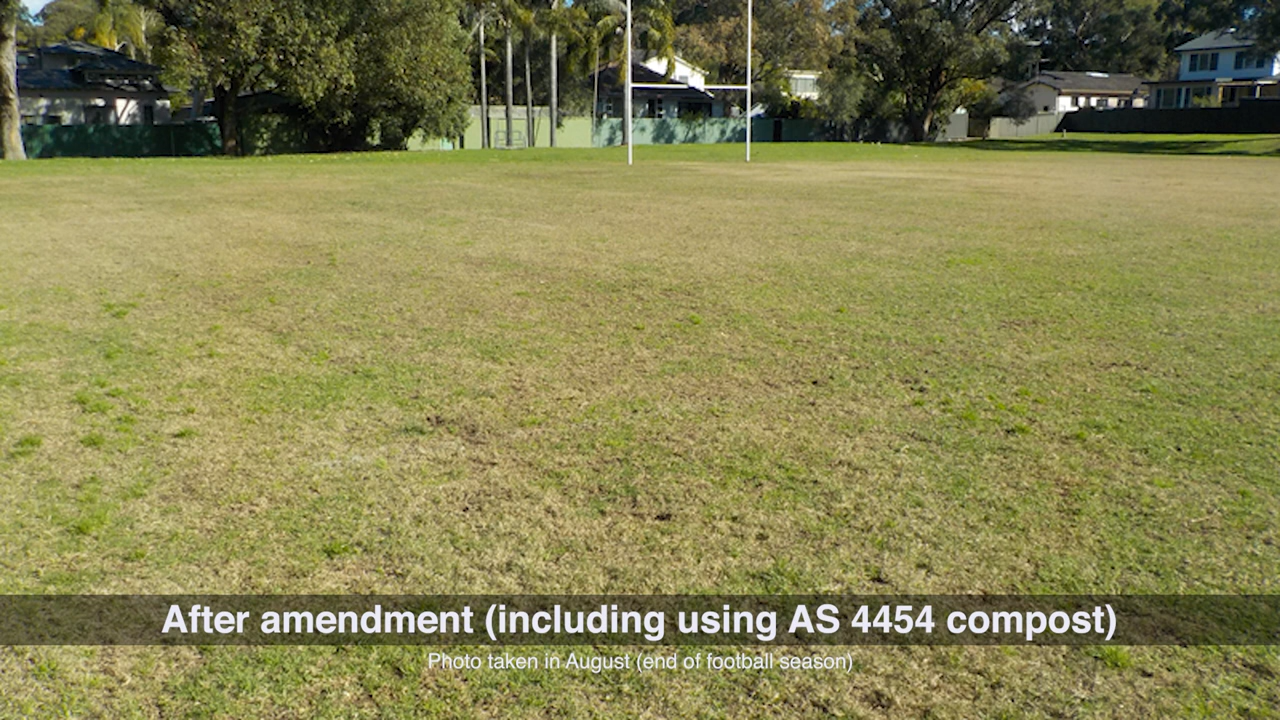 After amendment (including using AS 4454 compost)
Photo taken in August (end of football season)